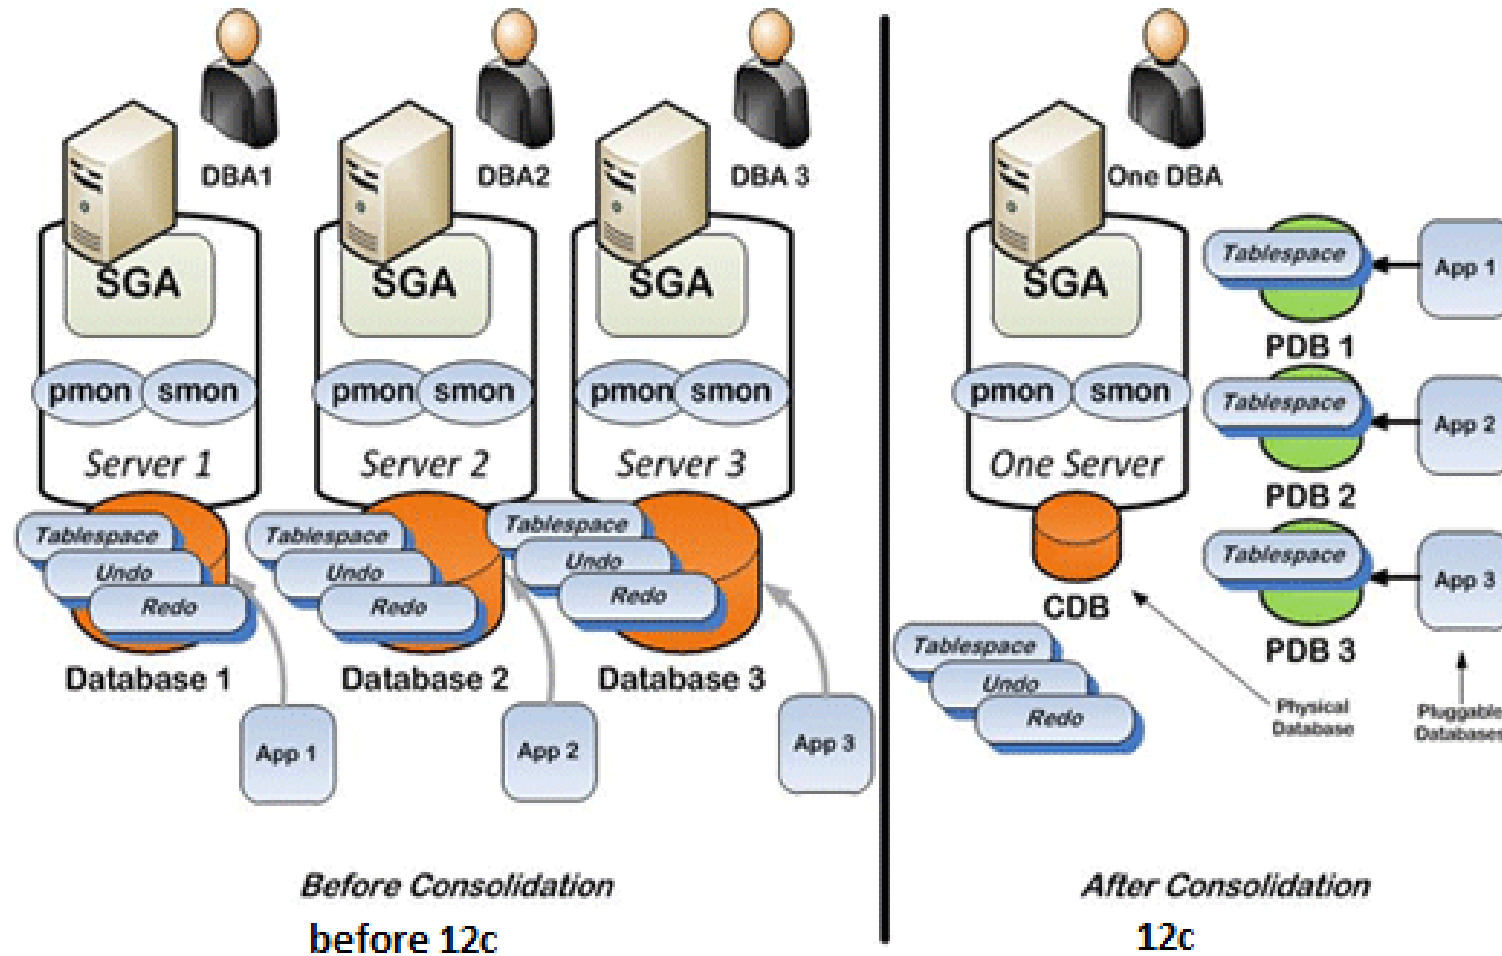 DBA1
DBA2
DBA 3
SGA
SGA
SGA
pmon
smon
pmon
smon
pmon
smon
Server 1
Server 2
Server 3
Tablespace
Undo
Redo
Tablespace
Undo
Redo
Tablespace
Undo
Redo
Database 1
Database 2
Database 3
App 1
App 2
App 3
Before Consolidation
before 12c
One DBA
SGA
pmon
smon
One Server
CDB
Tablespace
Undo
Redo
Tablespace
App 1
PDB 1
Tablespace
App 2
PDB 2
Tablespace
App 3
PDB 3
Physical
Database
Pluggable
Databases
After Consolidation
12c